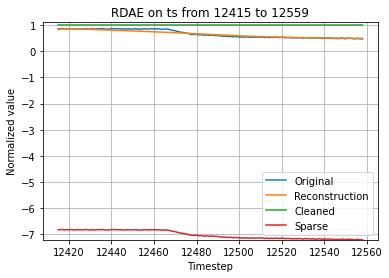 RDAE on ts from 12415 to 12559
Normalized value
1
0
−1
−2
−3
−4
−5
−6
−7
12420 12440 12460 12480 12500 12520 12540 12560
Timestep
Original
Reconstruction
Cleaned
Sparse